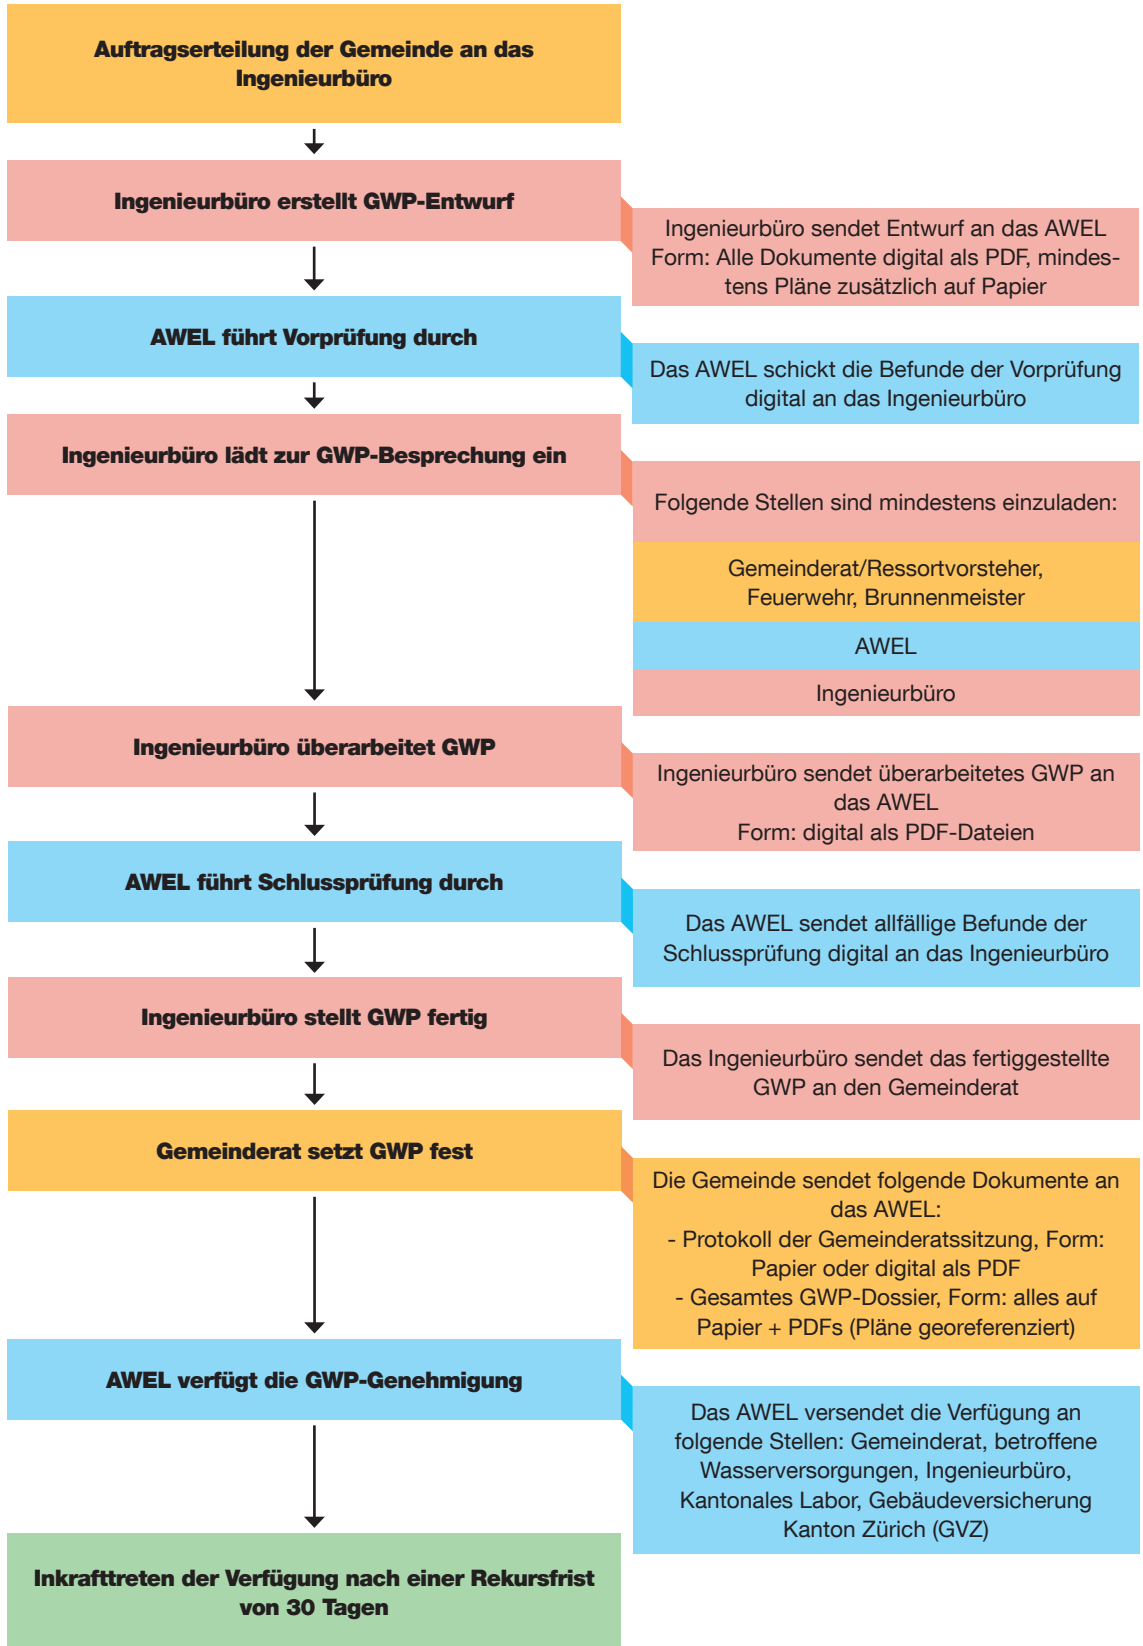 Auftragserteilung der Gemeinde an das
Ingenieurbüro
Ingenieurbüro erstellt GWP-Entwurf
Ingenieurbüro sendet Entwurf an das AWEL
Form: Alle Dokumente digital als PDF, mindes-
tens Pläne zusätzlich auf Papier
AWEL führt Vorprüfung durch
Das AWEL schickt die Befunde der Vorprüfung
digital an das Ingenieurbüro
Ingenieurbüro lädt zur GWP-Besprechung ein
Folgende Stellen sind mindestens einzuladen:
Gemeinderat/Ressortvorsteher,
Feuerwehr, Brunnenmeister
AWEL
Ingenieurbüro
Ingenieurbüro überarbeitet GWP
Ingenieurbüro sendet überarbeitetes GWP an
das AWEL
Form: digital als PDF-Dateien
AWEL führt Schlussprüfung durch
Das AWEL sendet allfällige Befunde der
Schlussprüfung digital an das Ingenieurbüro
Ingenieurbüro stellt GWP fertig
Das Ingenieurbüro sendet das fertiggestellte
GWP an den Gemeinderat
Gemeinderat setzt GWP fest
Die Gemeinde sendet folgende Dokumente an
das AWEL:
- Protokoll der Gemeinderatssitzung, Form:
Papier oder digital als PDF
- Gesamtes GWP-Dossier, Form: alles auf
Papier + PDFs (Pläne georeferenziert)
AWEL verfügt die GWP-Genehmigung
Das AWEL versendet die Verfügung an
folgende Stellen: Gemeinderat, betroffene
Wasserversorgungen, Ingenieurbüro,
Kantonales Labor, Gebäudeversicherung
Kanton Zürich (GVZ)
Inkrafttreten der Verfügung nach einer Rekursfrist
von 30 Tagen